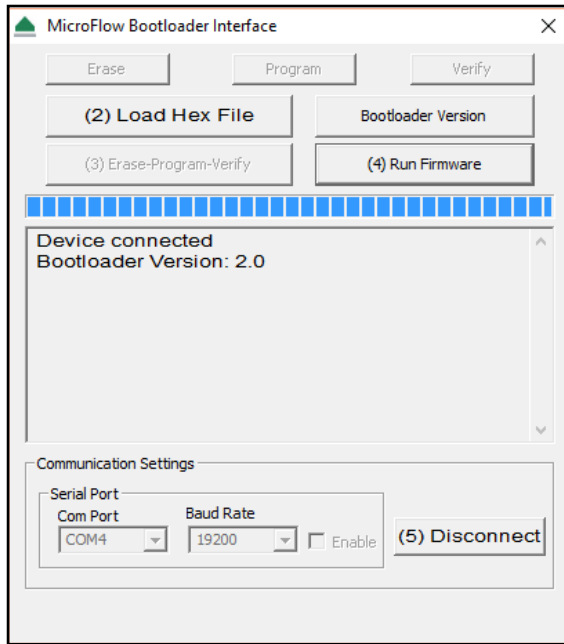 MicroFlow Bootloader Interface
Erase
Program
Verify
(2) Load Hex File
Bootloader Version
(3) Erase-Program-Verify
(4) Run Firmware
Device connected
Bootloader Version: 2.0
Communication Settings
Serial Port
Com Port
Baud Rate
COM4
19200
Enable
(5) Disconnect